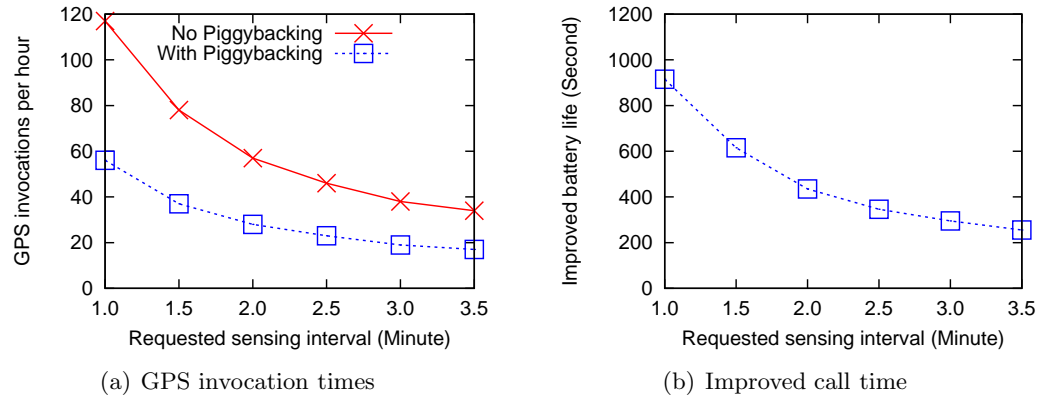 GPS invocations per hour
120
100
80
60
40
20
0
No Piggybacking
With Piggybacking
1.0 1.5 2.0 2.5 3.0 3.5
Requested sensing interval (Minute)
(a) GPS invocation times
Improved battery life (Second)
1200
1000
800
600
400
200
0
1.0 1.5 2.0 2.5 3.0 3.5
Requested sensing interval (Minute)
(b) Improved call time